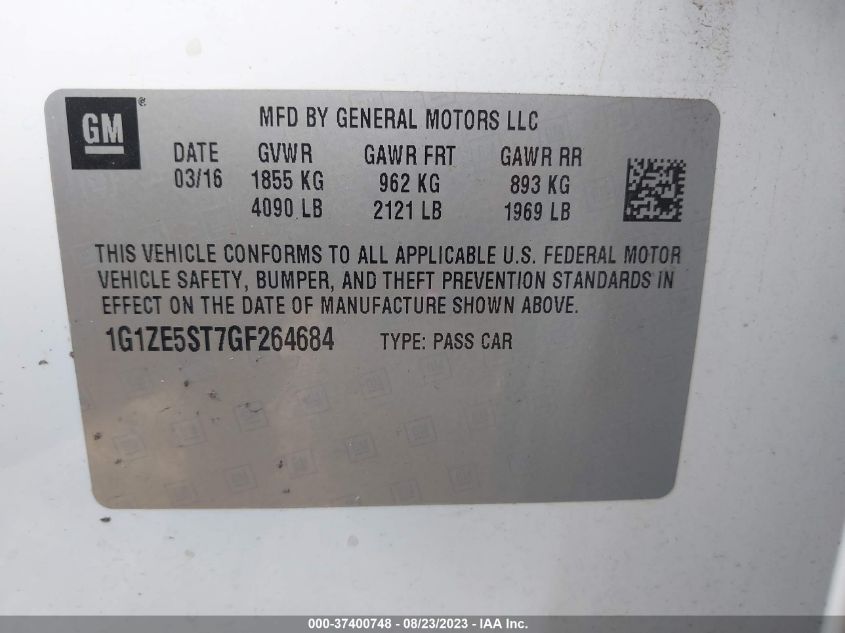 GM®
MFD BY GENERAL MOTORS LLC
DATE GVWR GAWR FRT GAWR RR
03/16 1855 KG 962 KG 893 KG
4090 LB 2121 LB 1969 LB
THIS VEHICLE CONFORMS TO ALL APPLICABLE U.S. FEDERAL MOTOR
VEHICLE SAFETY, BUMPER, AND THEFT PREVENTION STANDARDS IN
EFFECT ON THE DATE OF MANUFACTURE SHOWN ABOVE.
1G1ZE5ST7GF264684 TYPE: PASS CAR
000-37400748 - 08/23/2023 - IAA Inc.